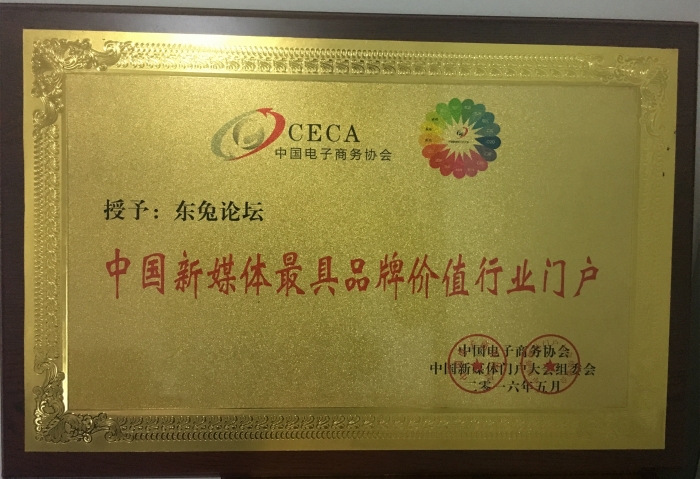 CECA
中国电子商务协会
授予：东兔论坛
中国新媒体最具品牌价值行业门户
中国电子商务协会
中国新媒体门户大会组委会
二零一六年五月